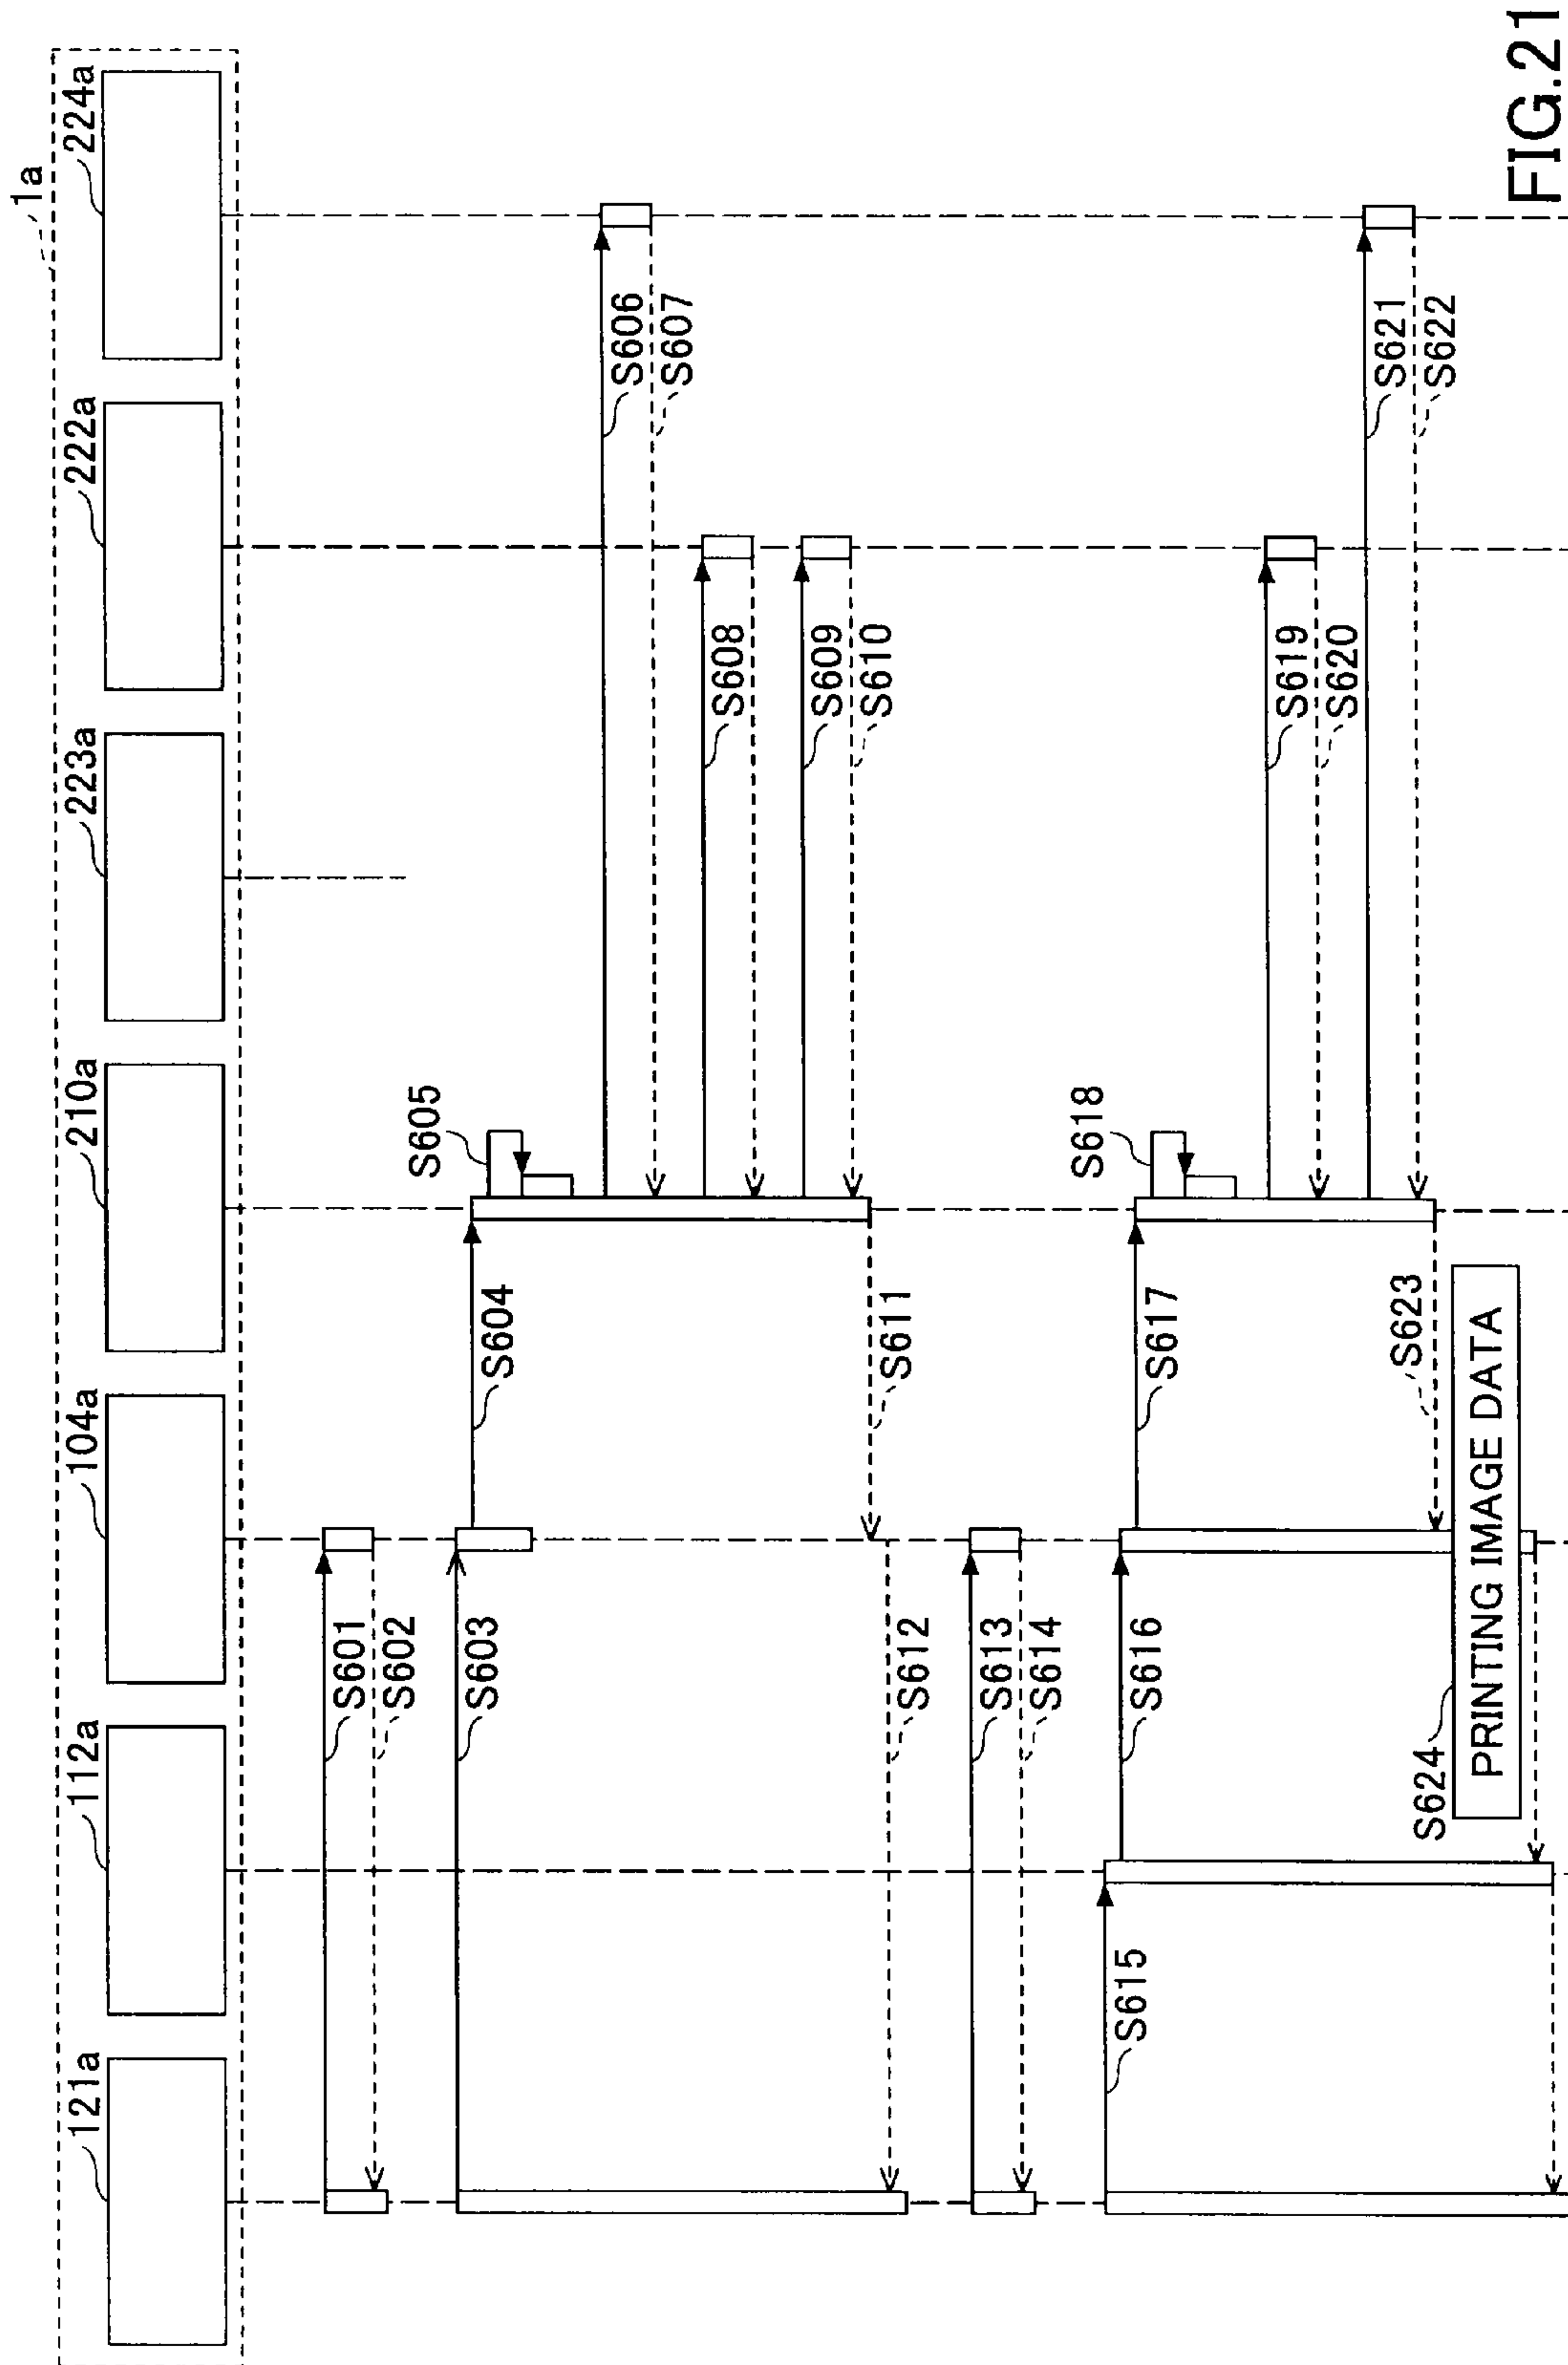 1a
121a
112a
104a
210a
223a
222a
224a
S601
S602
S603
S604
S605
S606
S607
S608
S609
S610
S611
S612
S613
S614
S615
S616
S617
S618
S619
S620
S621
S622
S623
S624
PRINTING IMAGE DATA
FIG.21